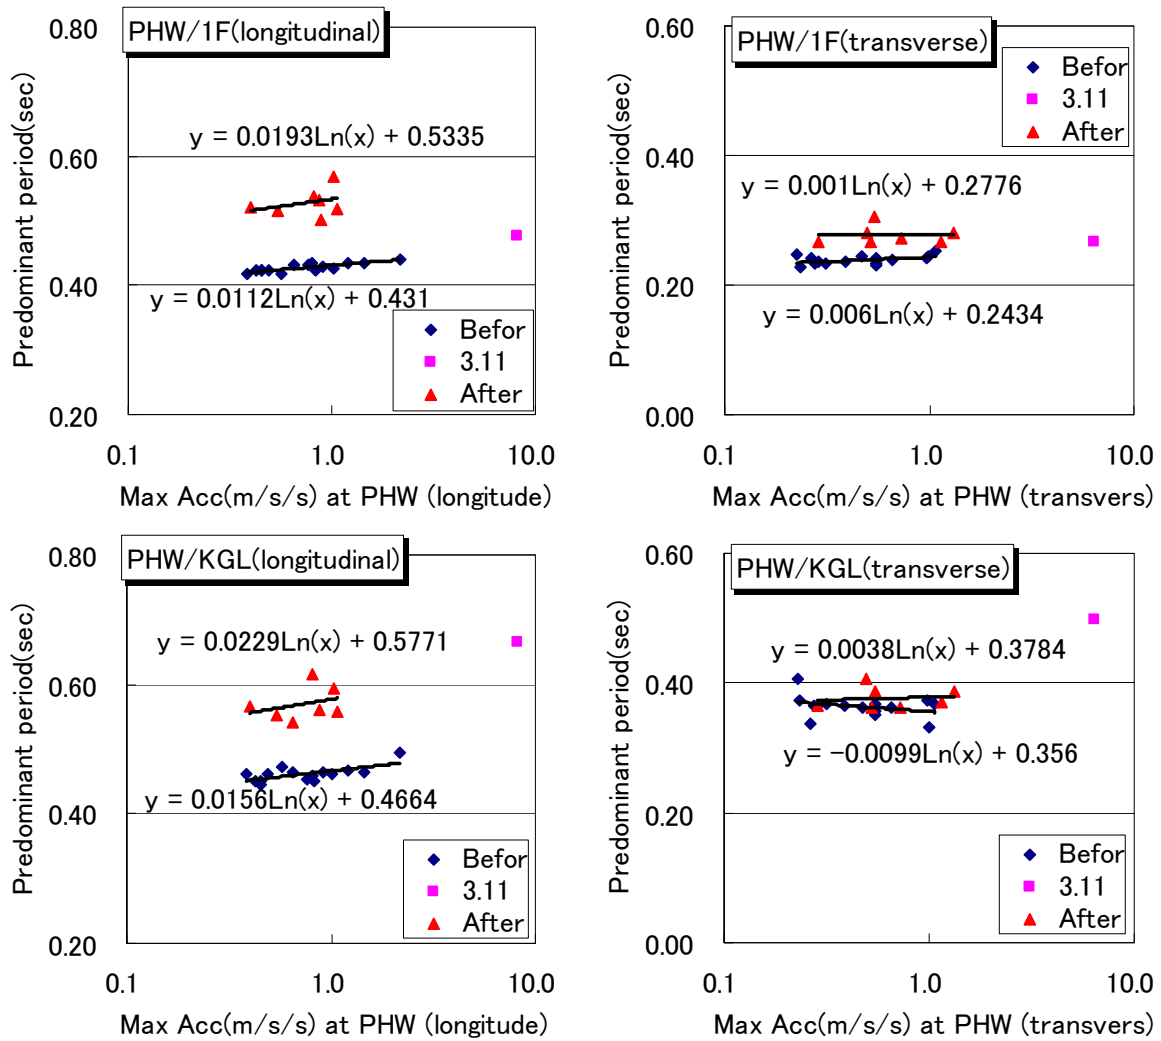 PHW/1F(longitudinal)
0.80
0.60
0.40
0.20
Predominant period(sec)
y = 0.0193Ln(x) + 0.5335
y = 0.0112Ln(x) + 0.431
Befor
3.11
After
0.1
1.0
10.0
Max Acc(m/s/s) at PHW (longitude)
PHW/1F(transverse)
0.60
0.40
0.20
0.00
Predominant period(sec)
Befor
3.11
After
y = 0.001Ln(x) + 0.2776
y = 0.006Ln(x) + 0.2434
0.1
1.0
10.0
Max Acc(m/s/s) at PHW (transvers)
PHW/KGL(longitudinal)
0.80
0.60
0.40
0.20
Predominant period(sec)
y = 0.0229Ln(x) + 0.5771
y = 0.0156Ln(x) + 0.4664
Befor
3.11
After
0.1
1.0
10.0
Max Acc(m/s/s) at PHW (longitude)
PHW/KGL(transverse)
0.60
0.40
0.20
0.00
Predominant period(sec)
y = 0.0038Ln(x) + 0.3784
y = −0.0099Ln(x) + 0.356
Befor
3.11
After
0.1
1.0
10.0
Max Acc(m/s/s) at PHW (transvers)